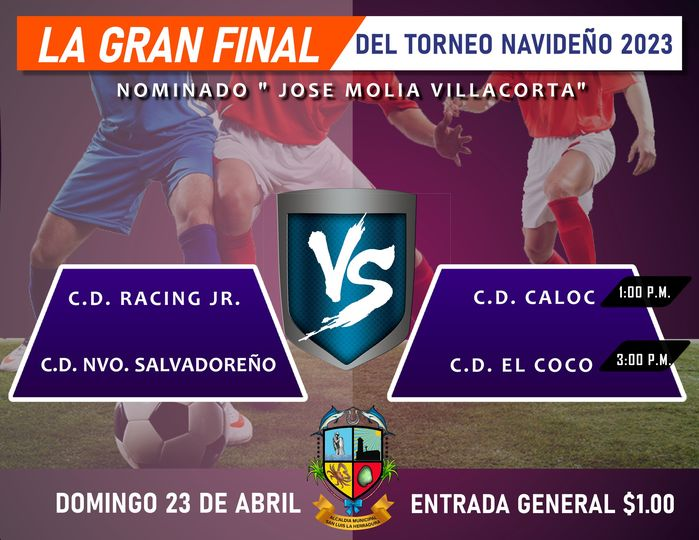 LA GRAN FINAL DEL TORNEO NAVIDEÑO 2023
NOMINADO " JOSE MOLIA VILLACORTA"
VS
C.D. RACING JR.
C.D. CALOC 1:00 P.M.
C.D. NVO. SALVADOREÑO
C.D. EL COCO 3:00 P.M.
DOMINGO 23 DE ABRIL
ENTRADA GENERAL $1.00
ALCALDIA MUNICIPAL
SAN LUIS LA HERRADURA